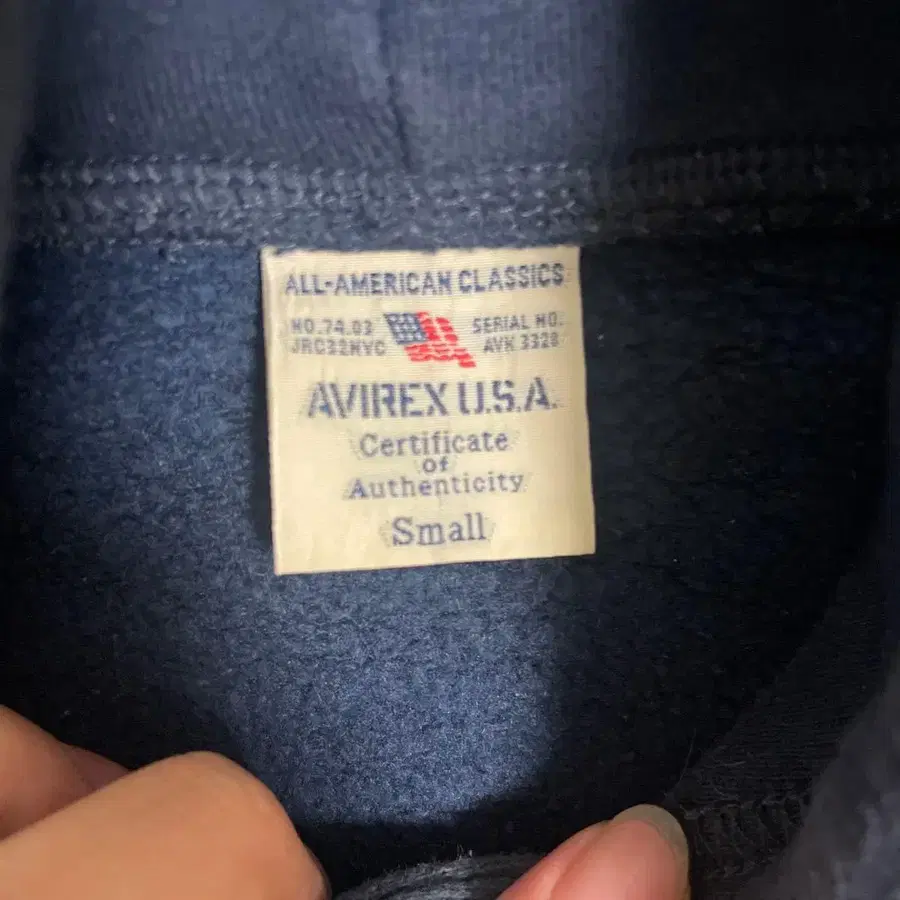 ALL-AMERICAN CLASSICS
NO.74.03 SERIAL NO.
JRC32NYC AVK 3328
AVIREX U.S.A.
Certificate
of
Authenticity
Small